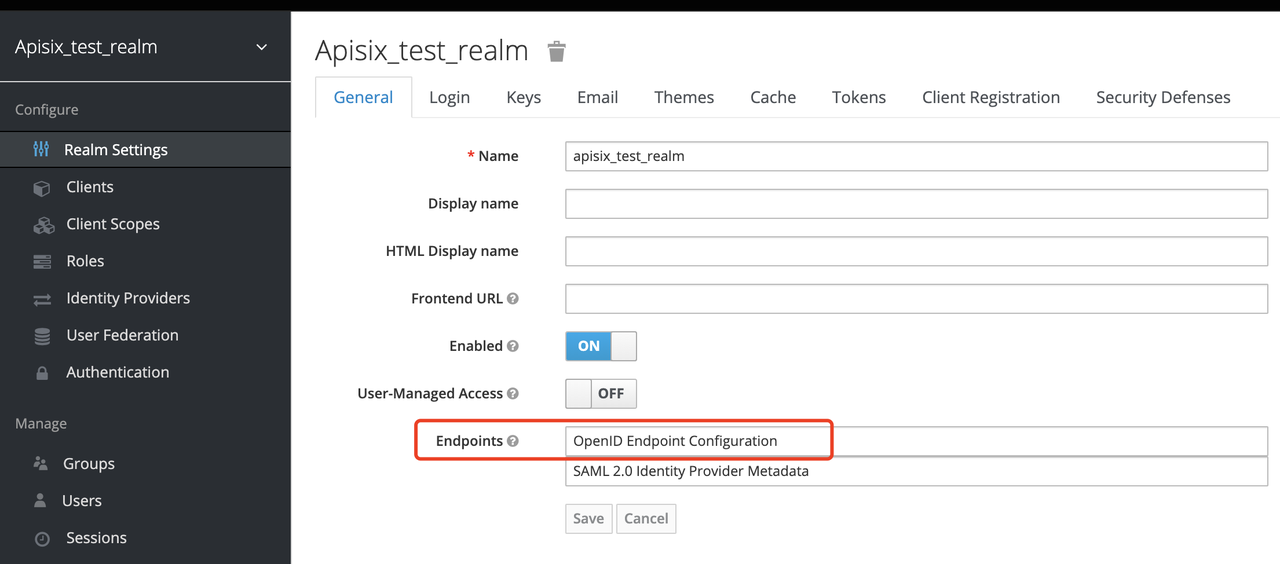 Apisix_test_realm
Configure
Realm Settings
Clients
Client Scopes
Roles
Identity Providers
User Federation
Authentication
Manage
Groups
Users
Sessions
Apisix_test_realm
General Login Keys Email Themes Cache Tokens Client Registration Security Defenses
* Name apisix_test_realm
Display name
HTML Display name
Frontend URL ?
Enabled ? ON
User-Managed Access ? OFF
Endpoints ? OpenID Endpoint Configuration
SAML 2.0 Identity Provider Metadata
Save Cancel